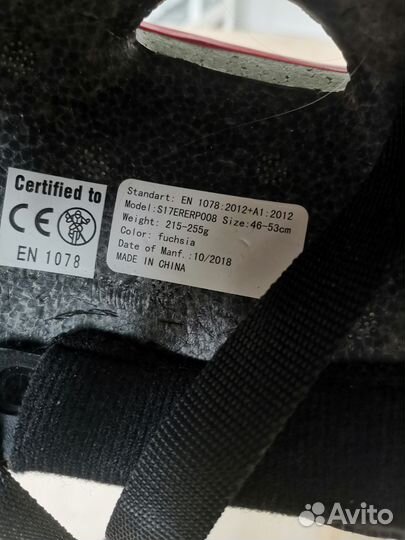 Certified to
CE
EN 1078
Standart: EN 1078:2012+A1:2012
Model:S17ERERP008 Size:46-53cm
Weight: 215-255g
Color: fuchsia
Date of Manf.:10/2018
MADE IN CHINA
Avito